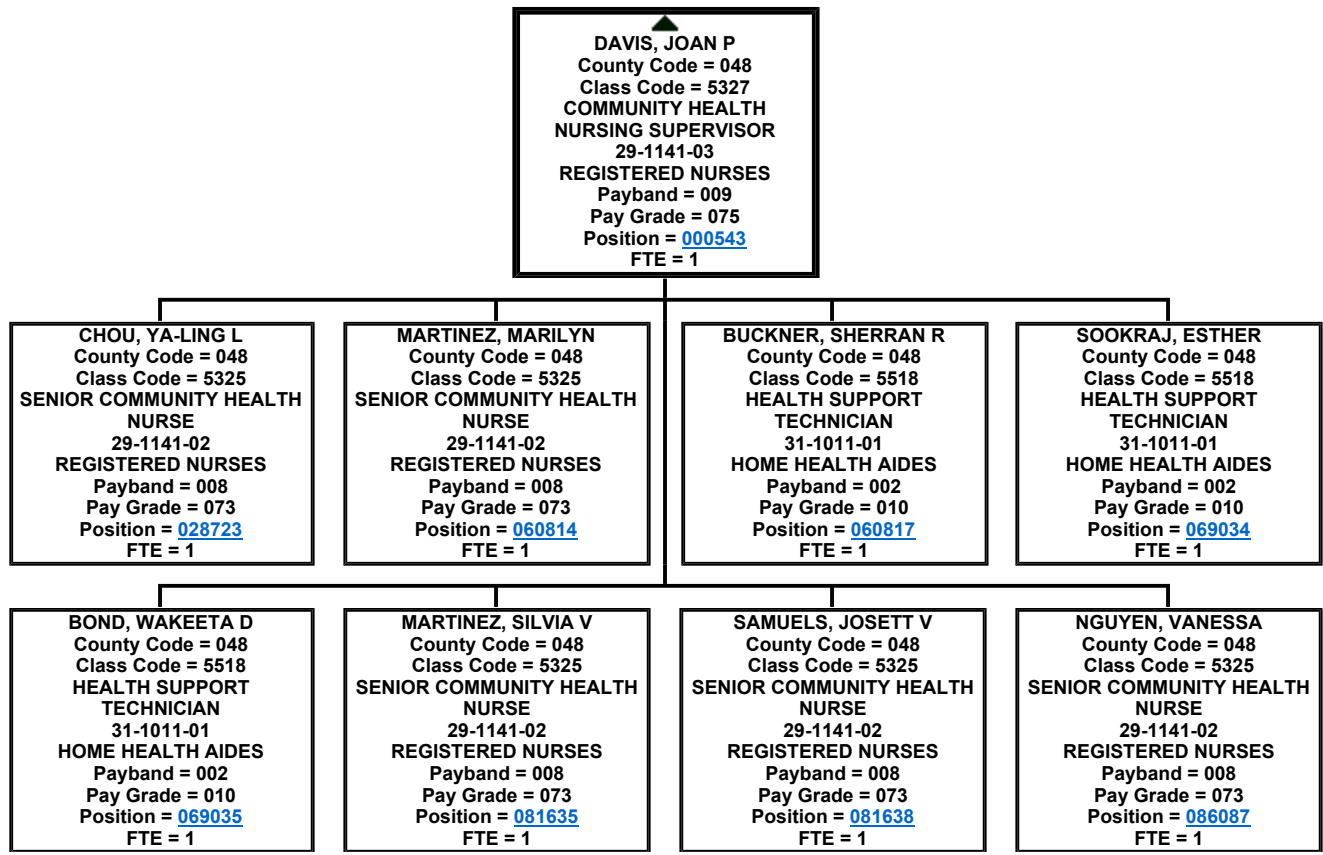 DAVIS, JOAN P
County Code = 048
Class Code = 5327
COMMUNITY HEALTH
NURSING SUPERVISOR
29-1141-03
REGISTERED NURSES
Payband = 009
Pay Grade = 075
Position = 000543
FTE = 1
CHOU, YA-LING L
County Code = 048
Class Code = 5325
SENIOR COMMUNITY HEALTH
NURSE
29-1141-02
REGISTERED NURSES
Payband = 008
Pay Grade = 073
Position = 028723
FTE = 1
MARTINEZ, MARILYN
County Code = 048
Class Code = 5325
SENIOR COMMUNITY HEALTH
NURSE
29-1141-02
REGISTERED NURSES
Payband = 008
Pay Grade = 073
Position = 060814
FTE = 1
BUCKNER, SHERRAN R
County Code = 048
Class Code = 5518
HEALTH SUPPORT
TECHNICIAN
31-1011-01
HOME HEALTH AIDES
Payband = 002
Pay Grade = 010
Position = 060817
FTE = 1
SOOKRAJ, ESTHER
County Code = 048
Class Code = 5518
HEALTH SUPPORT
TECHNICIAN
31-1011-01
HOME HEALTH AIDES
Payband = 002
Pay Grade = 010
Position = 069034
FTE = 1
BOND, WAKEETA D
County Code = 048
Class Code = 5518
HEALTH SUPPORT
TECHNICIAN
31-1011-01
HOME HEALTH AIDES
Payband = 002
Pay Grade = 010
Position = 069035
FTE = 1
MARTINEZ, SILVIA V
County Code = 048
Class Code = 5325
SENIOR COMMUNITY HEALTH
NURSE
29-1141-02
REGISTERED NURSES
Payband = 008
Pay Grade = 073
Position = 081635
FTE = 1
SAMUELS, JOSETT V
County Code = 048
Class Code = 5325
SENIOR COMMUNITY HEALTH
NURSE
29-1141-02
REGISTERED NURSES
Payband = 008
Pay Grade = 073
Position = 081638
FTE = 1
NGUYEN, VANESSA
County Code = 048
Class Code = 5325
SENIOR COMMUNITY HEALTH
NURSE
29-1141-02
REGISTERED NURSES
Payband = 008
Pay Grade = 073
Position = 086087
FTE = 1